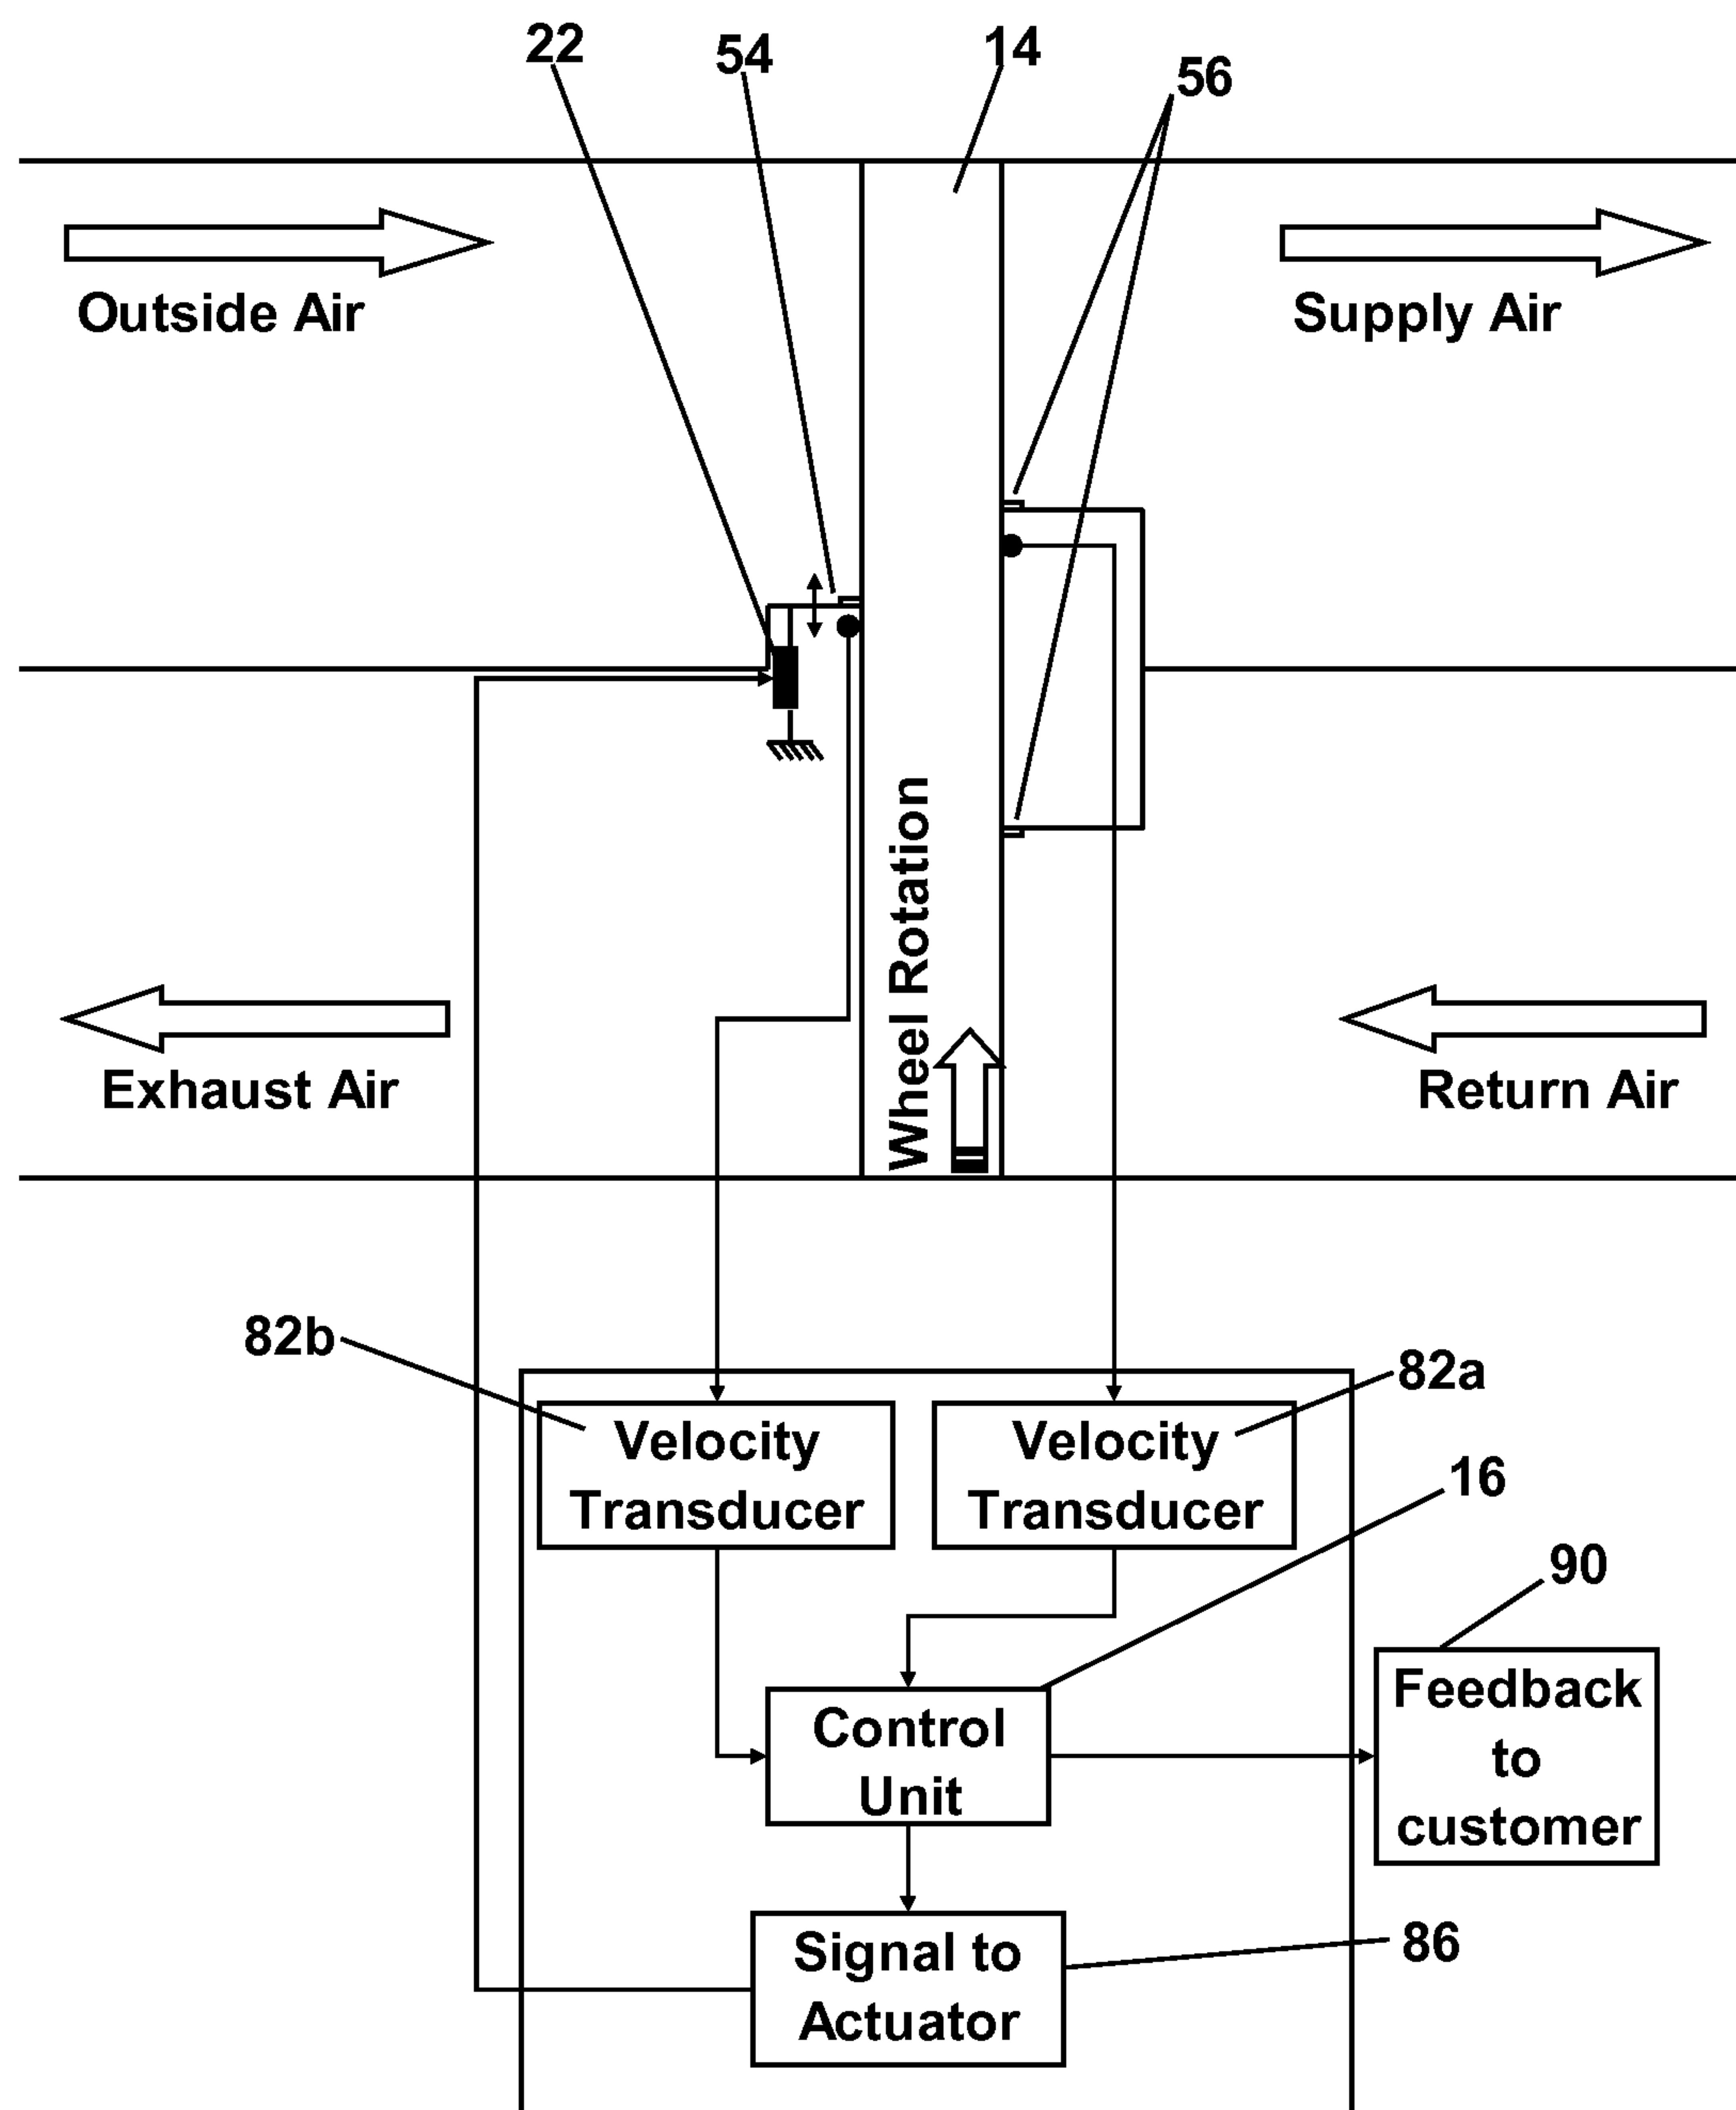 22
54
14
56
Outside Air
Supply Air
Wheel Rotation
Exhaust Air
Return Air
82b
82a
Velocity
Transducer
Velocity
Transducer
16
90
Control
Unit
Feedback
to
customer
Signal to
Actuator
86